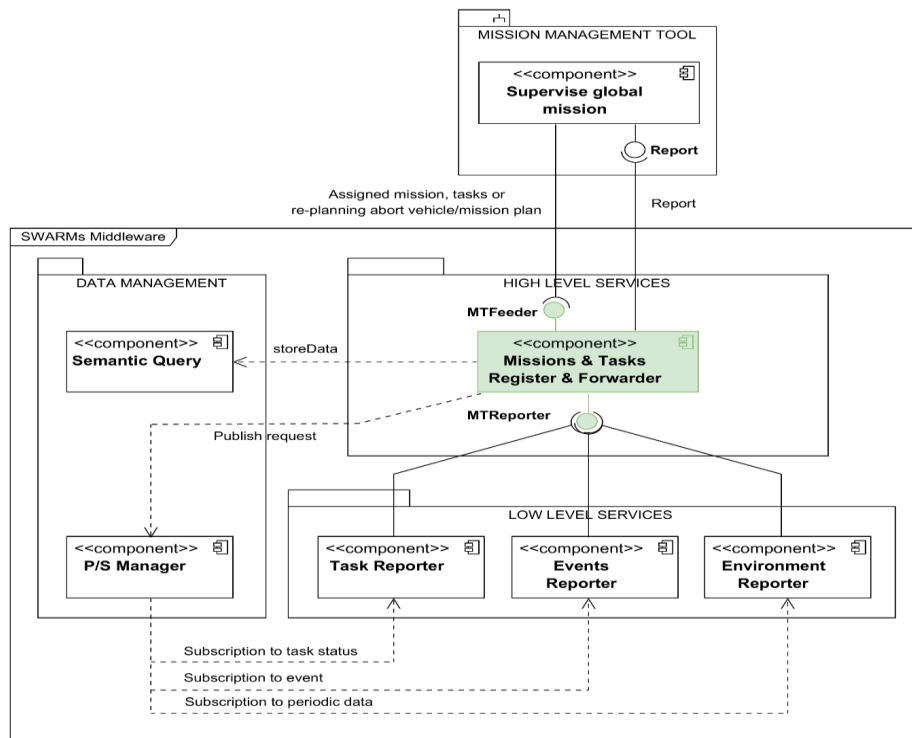 MISSION MANAGEMENT TOOL
<<component>>
Supervise global
mission
Report
Assigned mission, tasks or
re-planning abort vehicle/mission plan
Report
SWARMs Middleware
DATA MANAGEMENT
HIGH LEVEL SERVICES
MTFeeder
<<component>>
Semantic Query
storeData
<<component>>
Missions & Tasks
Register & Forwarder
MTReporter
Publish request
LOW LEVEL SERVICES
<<component>>
P/S Manager
<<component>>
Task Reporter
<<component>>
Events
Reporter
<<component>>
Environment
Reporter
Subscription to task status
Subscription to event
Subscription to periodic data